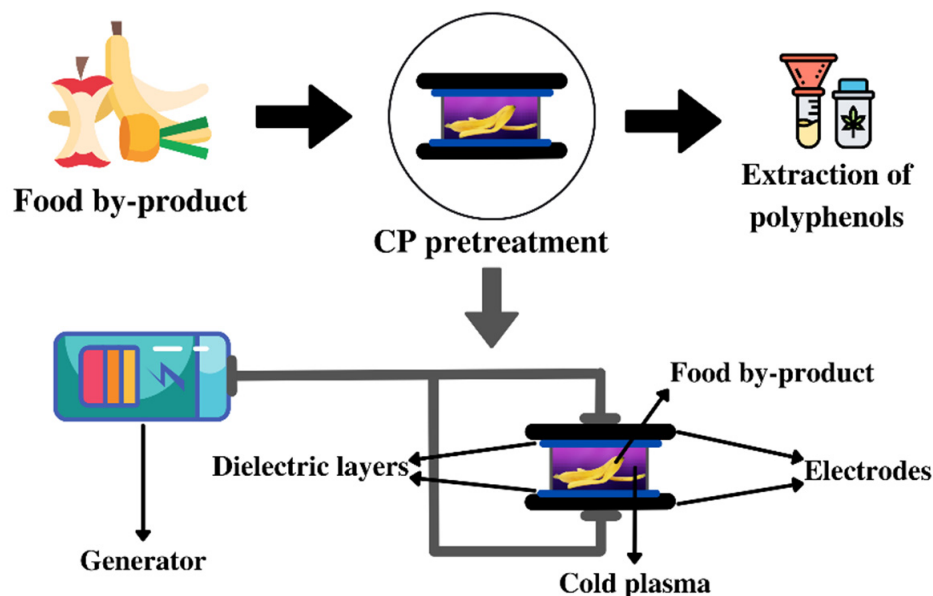 Food by-product
CP pretreatment
Extraction of
polyphenols
Food by-product
Dielectric layers
Electrodes
Generator
Cold plasma